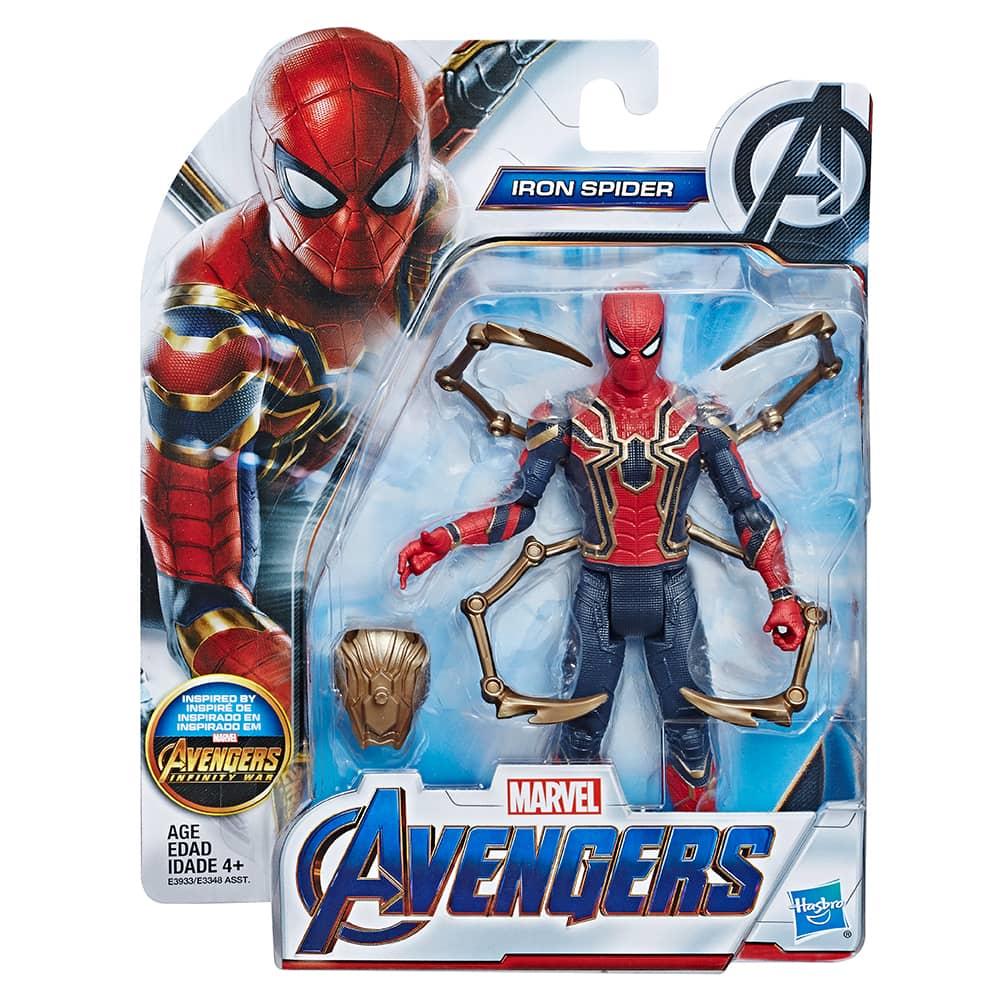 IRON SPIDER
INSPIRED BY
INSPIRÉ DE
INSPIRADO EN
INSPIRADO EM
MARVEL
AVENGERS
INFINITY WAR
AGE
EDAD
IDADE 4+
E3933/E3348 ASST.
MARVEL
AVENGERS
Hasbro
®